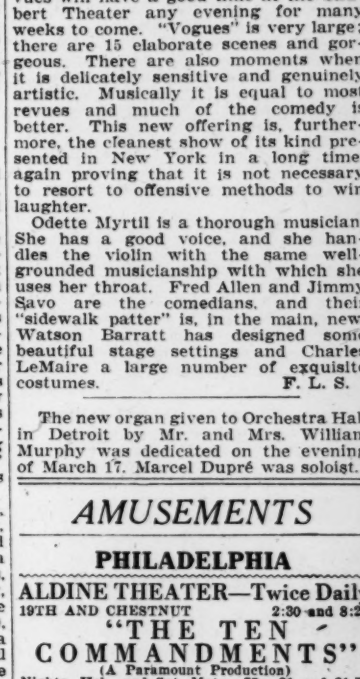 bert Theater any evening for many
weeks to come. "Vogues" is very large;
there are 15 elaborate scenes and gor-
geous. There are also moments when
it is delicately sensitive and genuinely
artistic. Musically it is equal to most
revues and much of the comedy is
better. This new offering is, further-
more, the cleanest show of its kind pre-
sented in New York in a long time
again proving that it is not necessary
to resort to offensive methods to win
laughter.
Odette Myrtil is a thorough musician
She has a good voice, and she han-
dles the violin with the same well-
grounded musicianship with which she
uses her throat. Fred Allen and Jimmy
Savo are the comedians, and their
"sidewalk patter" is, in the main, new
Watson Barratt has designed some
beautiful stage settings and Charles
LeMaire a large number of exquisite
costumes. F. L. S.
The new organ given to Orchestra Hal
in Detroit by Mr. and Mrs. William
Murphy was dedicated on the evening
of March 17. Marcel Dupré was soloist.
AMUSEMENTS
PHILADELPHIA
ALDINE THEATER—Twice Daily
19TH AND CHESTNUT 2:30 and 8:2
"THE TEN
COMMANDMENTS"
(A Paramount Production)